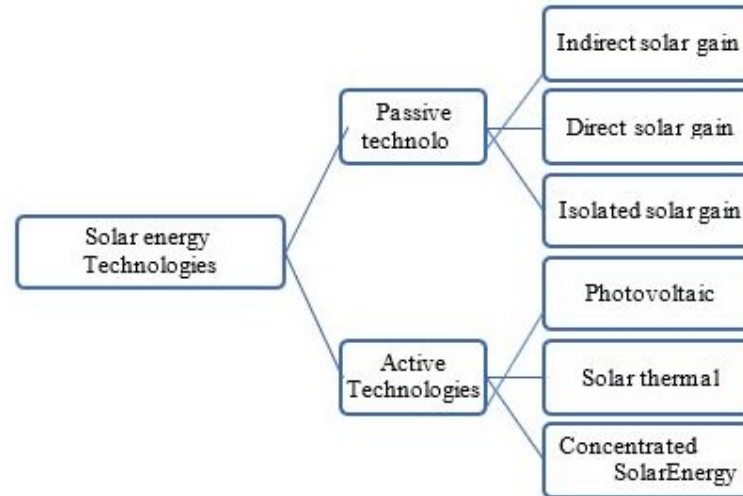 Solar energy
Technologies
Passive
technolo
Active
Technologies
Indirect solar gain
Direct solar gain
Isolated solar gain
Photovoltaic
Solar thermal
Concentrated
SolarEnergy